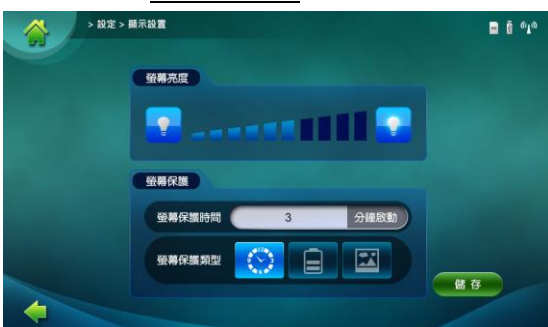 > 設定 > 顯示設置
螢幕亮度
螢幕保護
螢幕保護時間 3 分鐘啟動
螢幕保護類型
儲存